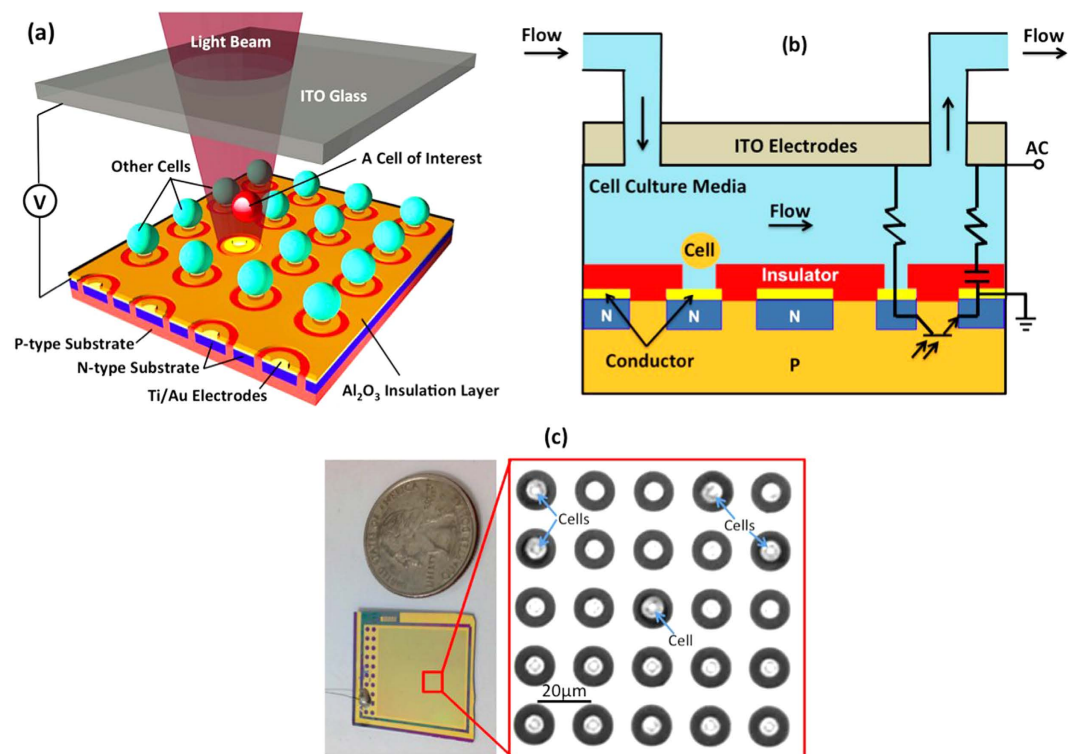 (a)
Light Beam
ITO Glass
Other Cells
A Cell of Interest
V
P-type Substrate
N-type Substrate
Ti/Au Electrodes
Al₂O₃ Insulation Layer
(b)
Flow
Flow
ITO Electrodes
AC
Cell Culture Media
Flow
Cell
Insulator
N
N
N
Conductor
P
(c)
Cells
Cells
Cell
20μm